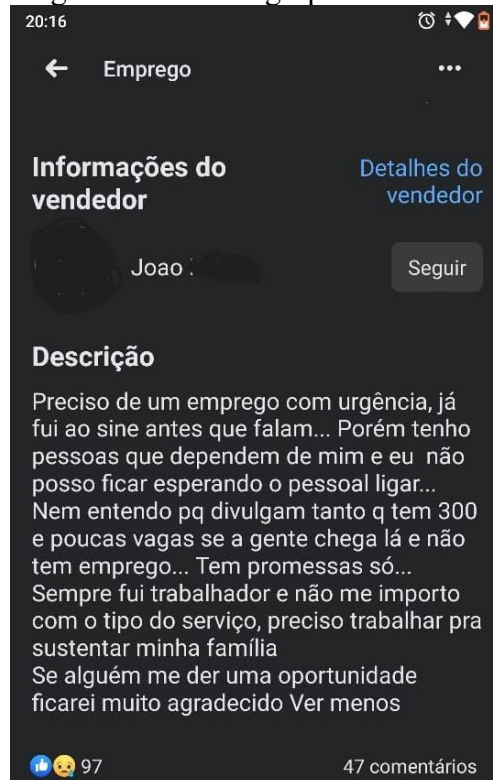 20:16
Emprego
Informações do
vendedor
Detalhes do
vendedor
Joao
Seguir
Descrição
Preciso de um emprego com urgência, já
fui ao sine antes que falam... Porém tenho
pessoas que dependem de mim e eu não
posso ficar esperando o pessoal ligar...
Nem entendo pq divulgam tanto q tem 300
e poucas vagas se a gente chega lá e não
tem emprego... Tem promessas só...
Sempre fui trabalhador e não me importo
com o tipo do serviço, preciso trabalhar pra
sustentar minha família
Se alguém me der uma oportunidade
ficarei muito agradecido Ver menos
97
47 comentários